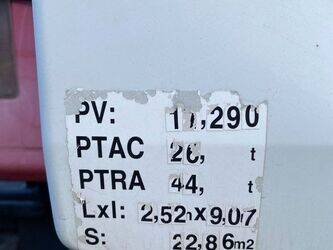 PV: 11,290
PTAC 26, t
PTRA 44, t
Lxl: 2,52 x 9,07
S: 22,86 m2